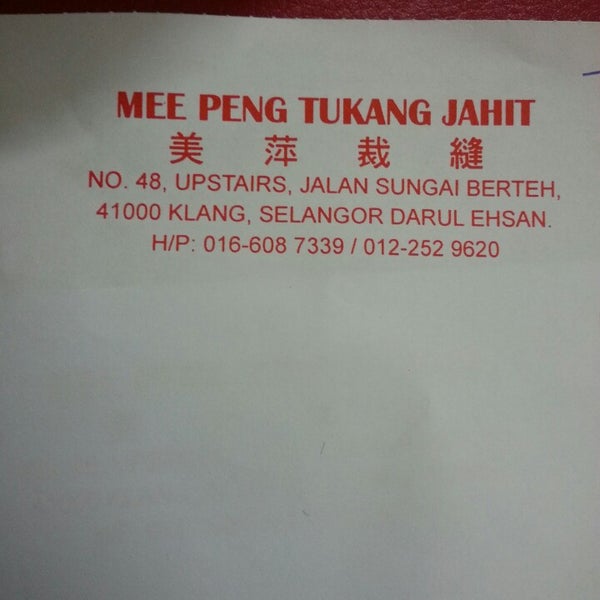 MEE PENG TUKANG JAHIT
美 萍 裁 縫
NO. 48, UPSTAIRS, JALAN SUNGAI BERTEH,
41000 KLANG, SELANGOR DARUL EHSAN.
H/P: 016-608 7339 / 012-252 9620